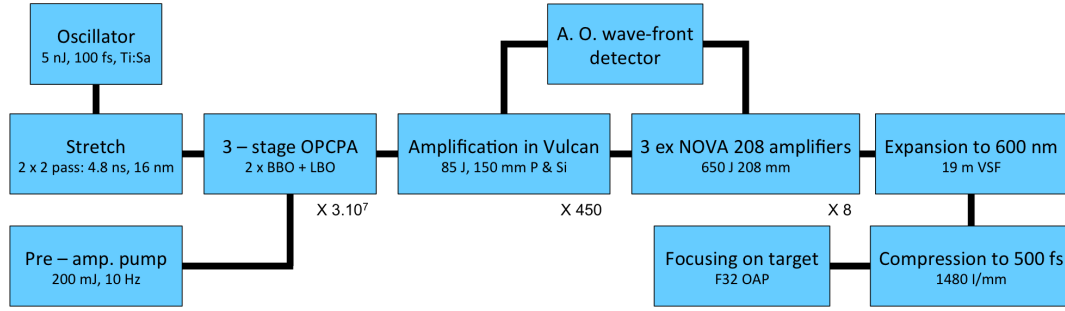 Oscillator
5 nJ, 100 fs, Ti:Sa
A. O. wave-front
detector
Stretch
2 x 2 pass: 4.8 ns, 16 nm
3 – stage OPCPA
2 x BBO + LBO
Amplification in Vulcan
85 J, 150 mm P & Si
3 ex NOVA 208 amplifiers
650 J 208 mm
Expansion to 600 nm
19 m VSF
X 3.10⁷
X 450
X 8
Pre – amp. pump
200 mJ, 10 Hz
Focusing on target
F32 OAP
Compression to 500 fs
1480 l/mm